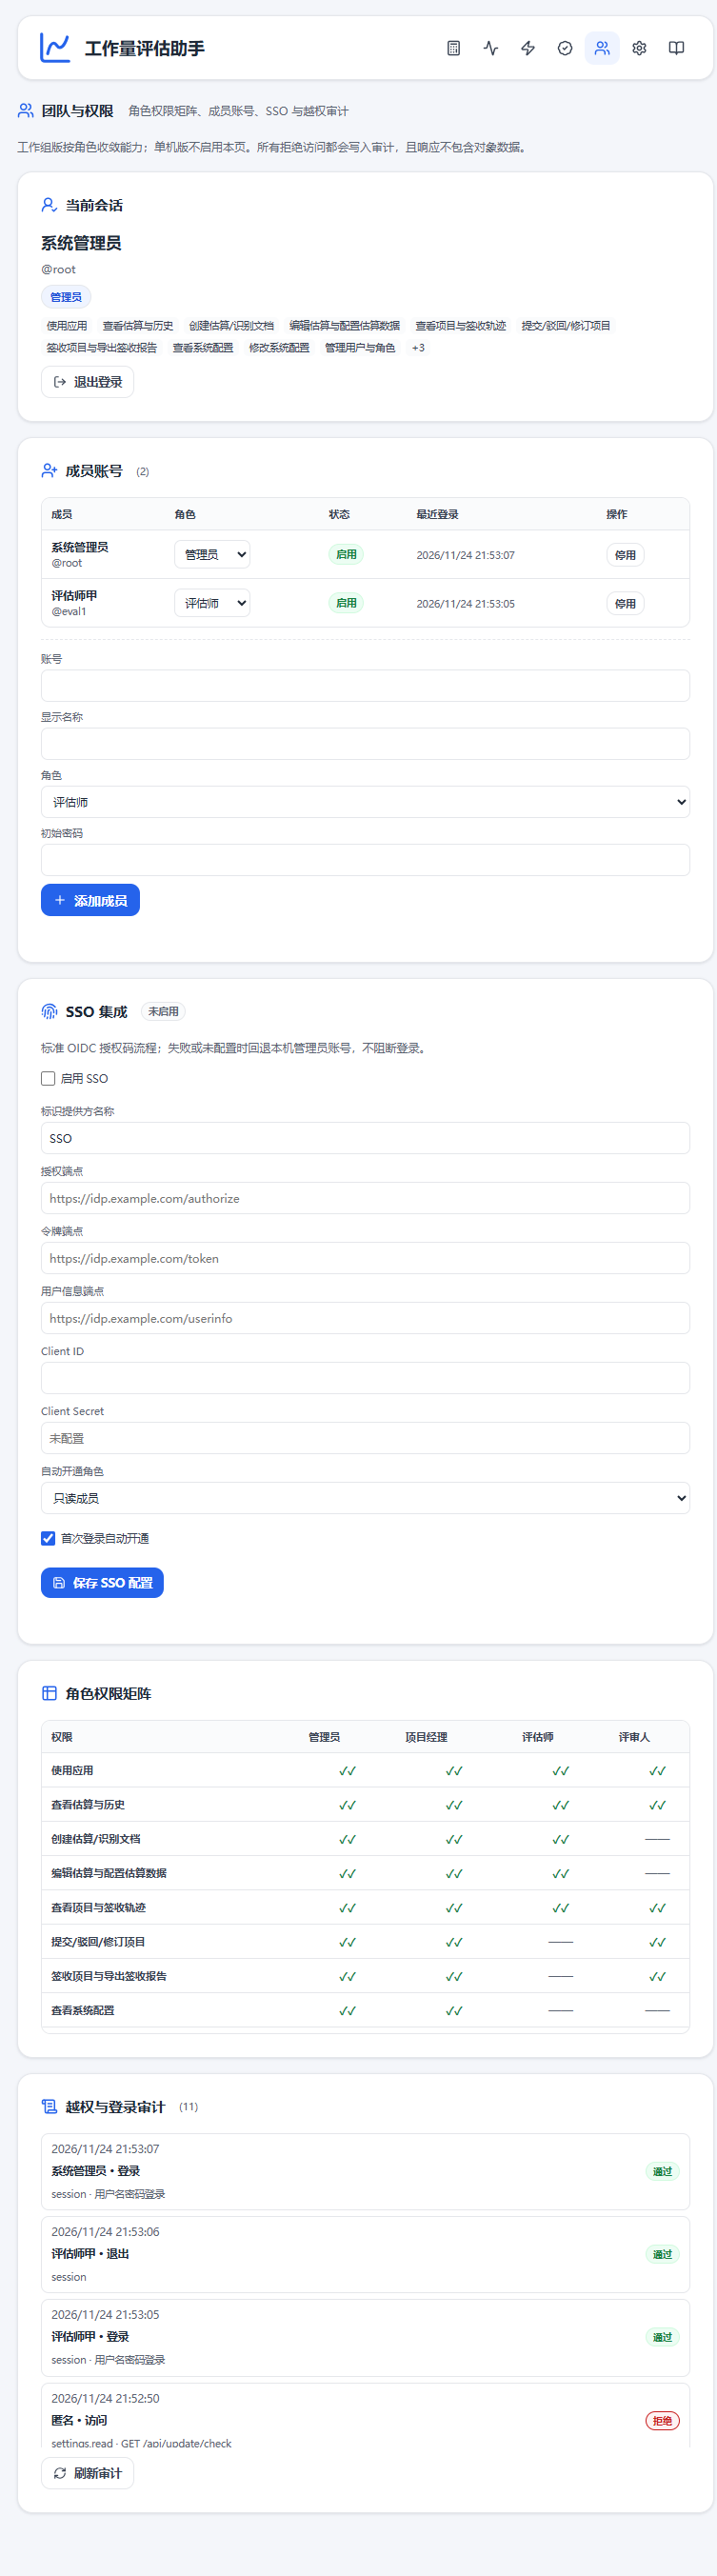 工作量评估助手
团队与权限 角色权限矩阵、成员账号、SSO 与越权审计
工作组版按角色收敛能力；单机版不启用本页。所有拒绝访问都会写入审计，且响应不包含对象数据。
当前会话
系统管理员
@root
管理员
使用应用 查看估算与历史 创建估算/识别文档 编辑估算与配置估算数据 查看项目与签收轨迹 提交/驳回/修订项目
签收项目与导出签收报告 查看系统配置 修改系统配置 管理用户与角色 +3
退出登录
成员账号 (2)
成员 角色 状态 最近登录 操作
系统管理员 管理员 启用 2026/11/24 21:53:07 停用
@root
评估师甲 评估师 启用 2026/11/24 21:53:05 停用
@eval1
账号
显示名称
角色
评估师
初始密码
+ 添加成员
SSO 集成 未启用
标准 OIDC 授权码流程；失败或未配置时回退本机管理员账号，不阻断登录。
启用 SSO
标识提供方名称
SSO
授权端点
https://idp.example.com/authorize
令牌端点
https://idp.example.com/token
用户信息端点
https://idp.example.com/userinfo
Client ID
Client Secret
未配置
自动开通角色
只读成员
首次登录自动开通
保存 SSO 配置
角色权限矩阵
权限 管理员 项目经理 评估师 评审人
使用应用 ✓✓ ✓✓ ✓✓ ✓✓
查看估算与历史 ✓✓ ✓✓ ✓✓ ✓✓
创建估算/识别文档 ✓✓ ✓✓ ✓✓ ——
编辑估算与配置估算数据 ✓✓ ✓✓ ✓✓ ——
查看项目与签收轨迹 ✓✓ ✓✓ ✓✓ ✓✓
提交/驳回/修订项目 ✓✓ ✓✓ —— ✓✓
签收项目与导出签收报告 ✓✓ ✓✓ —— ✓✓
查看系统配置 ✓✓ ✓✓ —— ——
越权与登录审计 (11)
2026/11/24 21:53:07
系统管理员・登录 通过
session · 用户名密码登录
2026/11/24 21:53:06
评估师甲・退出 通过
session
2026/11/24 21:53:05
评估师甲・登录 通过
session · 用户名密码登录
2026/11/24 21:52:50
匿名・访问 拒绝
settings.read · GET /api/update/check
刷新审计